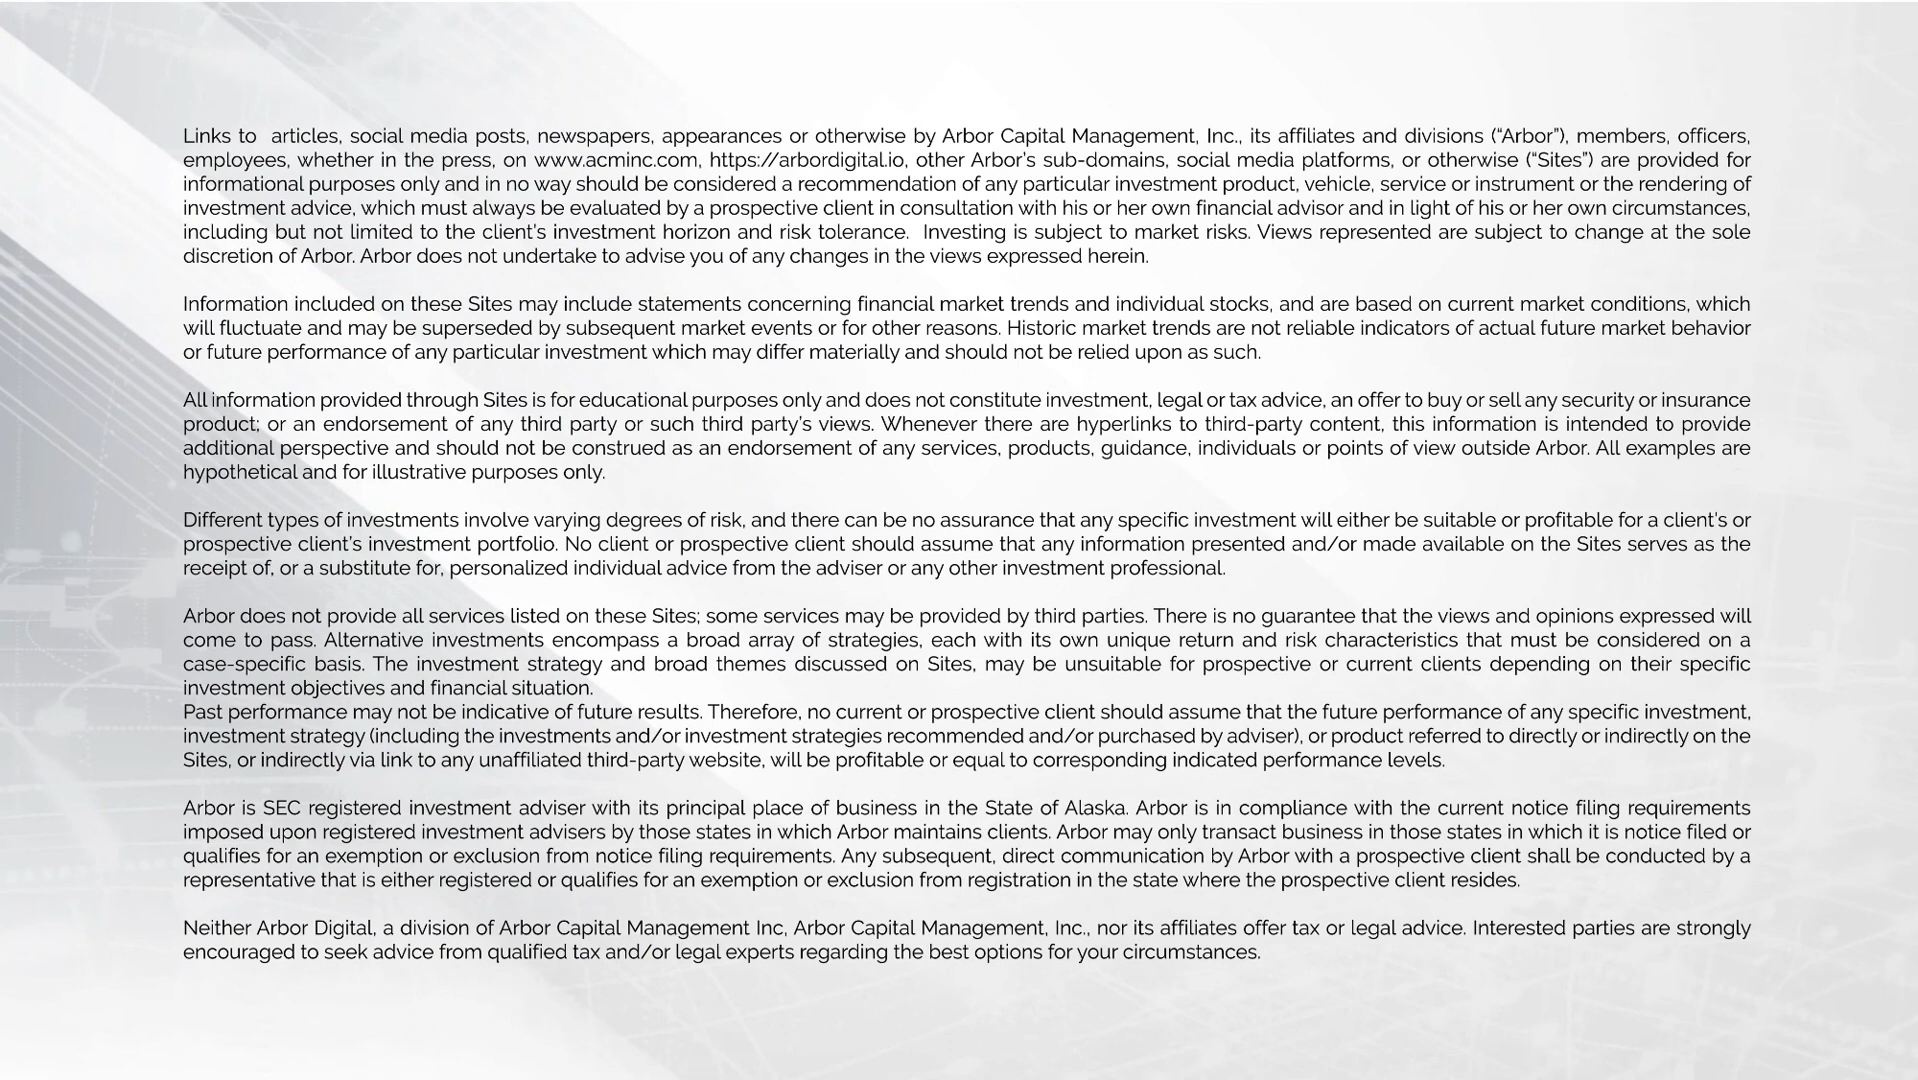 Links to  articles, social media posts, newspapers, appearances or otherwise by Arbor Capital Management, Inc., its affiliates and divisions (“Arbor”), members, officers,
employees, whether in the press, on www.acminc.com, https://arbordigital.io, other Arbor's sub-domains, social media platforms, or otherwise (“Sites”) are provided for
informational purposes only and in no way should be considered a recommendation of any particular investment product, vehicle, service or instrument or the rendering of
investment advice, which must always be evaluated by a prospective client in consultation with his or her own financial advisor and in light of his or her own circumstances,
including but not limited to the client's investment horizon and risk tolerance.  Investing is subject to market risks. Views represented are subject to change at the sole
discretion of Arbor. Arbor does not undertake to advise you of any changes in the views expressed herein.
Information included on these Sites may include statements concerning financial market trends and individual stocks, and are based on current market conditions, which
will fluctuate and may be superseded by subsequent market events or for other reasons. Historic market trends are not reliable indicators of actual future market behavior
or future performance of any particular investment which may differ materially and should not be relied upon as such.
All information provided through Sites is for educational purposes only and does not constitute investment, legal or tax advice, an offer to buy or sell any security or insurance
product; or an endorsement of any third party or such third party's views. Whenever there are hyperlinks to third-party content, this information is intended to provide
additional perspective and should not be construed as an endorsement of any services, products, guidance, individuals or points of view outside Arbor. All examples are
hypothetical and for illustrative purposes only.
Different types of investments involve varying degrees of risk, and there can be no assurance that any specific investment will either be suitable or profitable for a client's or
prospective client's investment portfolio. No client or prospective client should assume that any information presented and/or made available on the Sites serves as the
receipt of, or a substitute for, personalized individual advice from the adviser or any other investment professional.
Arbor does not provide all services listed on these Sites; some services may be provided by third parties. There is no guarantee that the views and opinions expressed will
come to pass. Alternative investments encompass a broad array of strategies, each with its own unique return and risk characteristics that must be considered on a
case-specific basis. The investment strategy and broad themes discussed on Sites, may be unsuitable for prospective or current clients depending on their specific
investment objectives and financial situation.
Past performance may not be indicative of future results. Therefore, no current or prospective client should assume that the future performance of any specific investment,
investment strategy (including the investments and/or investment strategies recommended and/or purchased by adviser), or product referred to directly or indirectly on the
Sites, or indirectly via link to any unaffiliated third-party website, will be profitable or equal to corresponding indicated performance levels.
Arbor is SEC registered investment adviser with its principal place of business in the State of Alaska. Arbor is in compliance with the current notice filing requirements
imposed upon registered investment advisers by those states in which Arbor maintains clients. Arbor may only transact business in those states in which it is notice filed or
qualifies for an exemption or exclusion from notice filing requirements. Any subsequent, direct communication by Arbor with a prospective client shall be conducted by a
representative that is either registered or qualifies for an exemption or exclusion from registration in the state where the prospective client resides.
Neither Arbor Digital, a division of Arbor Capital Management Inc, Arbor Capital Management, Inc., nor its affiliates offer tax or legal advice. Interested parties are strongly
encouraged to seek advice from qualified tax and/or legal experts regarding the best options for your circumstances.